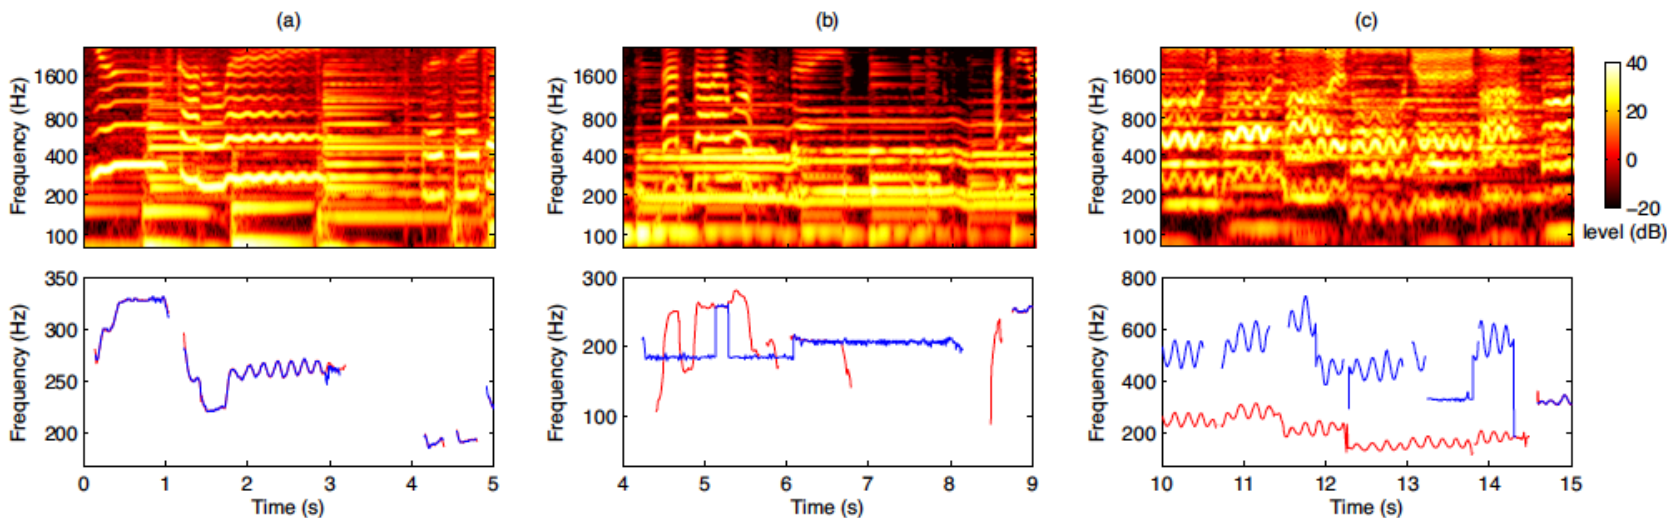 (a)
(b)
(c)
Frequency (Hz)
1600
800
400
200
100
Frequency (Hz)
1600
800
400
200
100
Frequency (Hz)
1600
800
400
200
100
40
20
0
−20
level (dB)
Frequency (Hz)
350
300
250
200
0 1 2 3 4 5
Time (s)
Frequency (Hz)
300
200
100
4 5 6 7 8 9
Time (s)
Frequency (Hz)
800
600
400
200
10 11 12 13 14 15
Time (s)